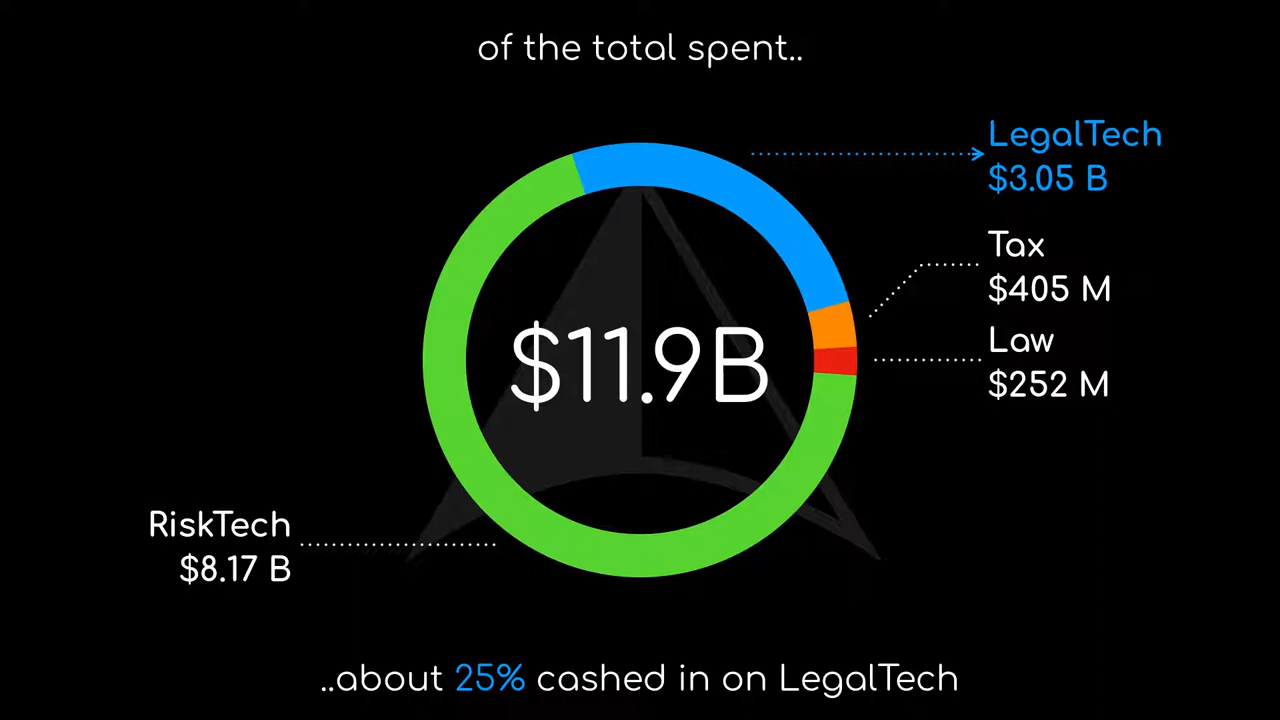 of the total spent..
LegalTech
$3.05 B
Tax
$405 M
Law
$252 M
$11.9B
RiskTech
$8.17 B
..about 25% cashed in on LegalTech